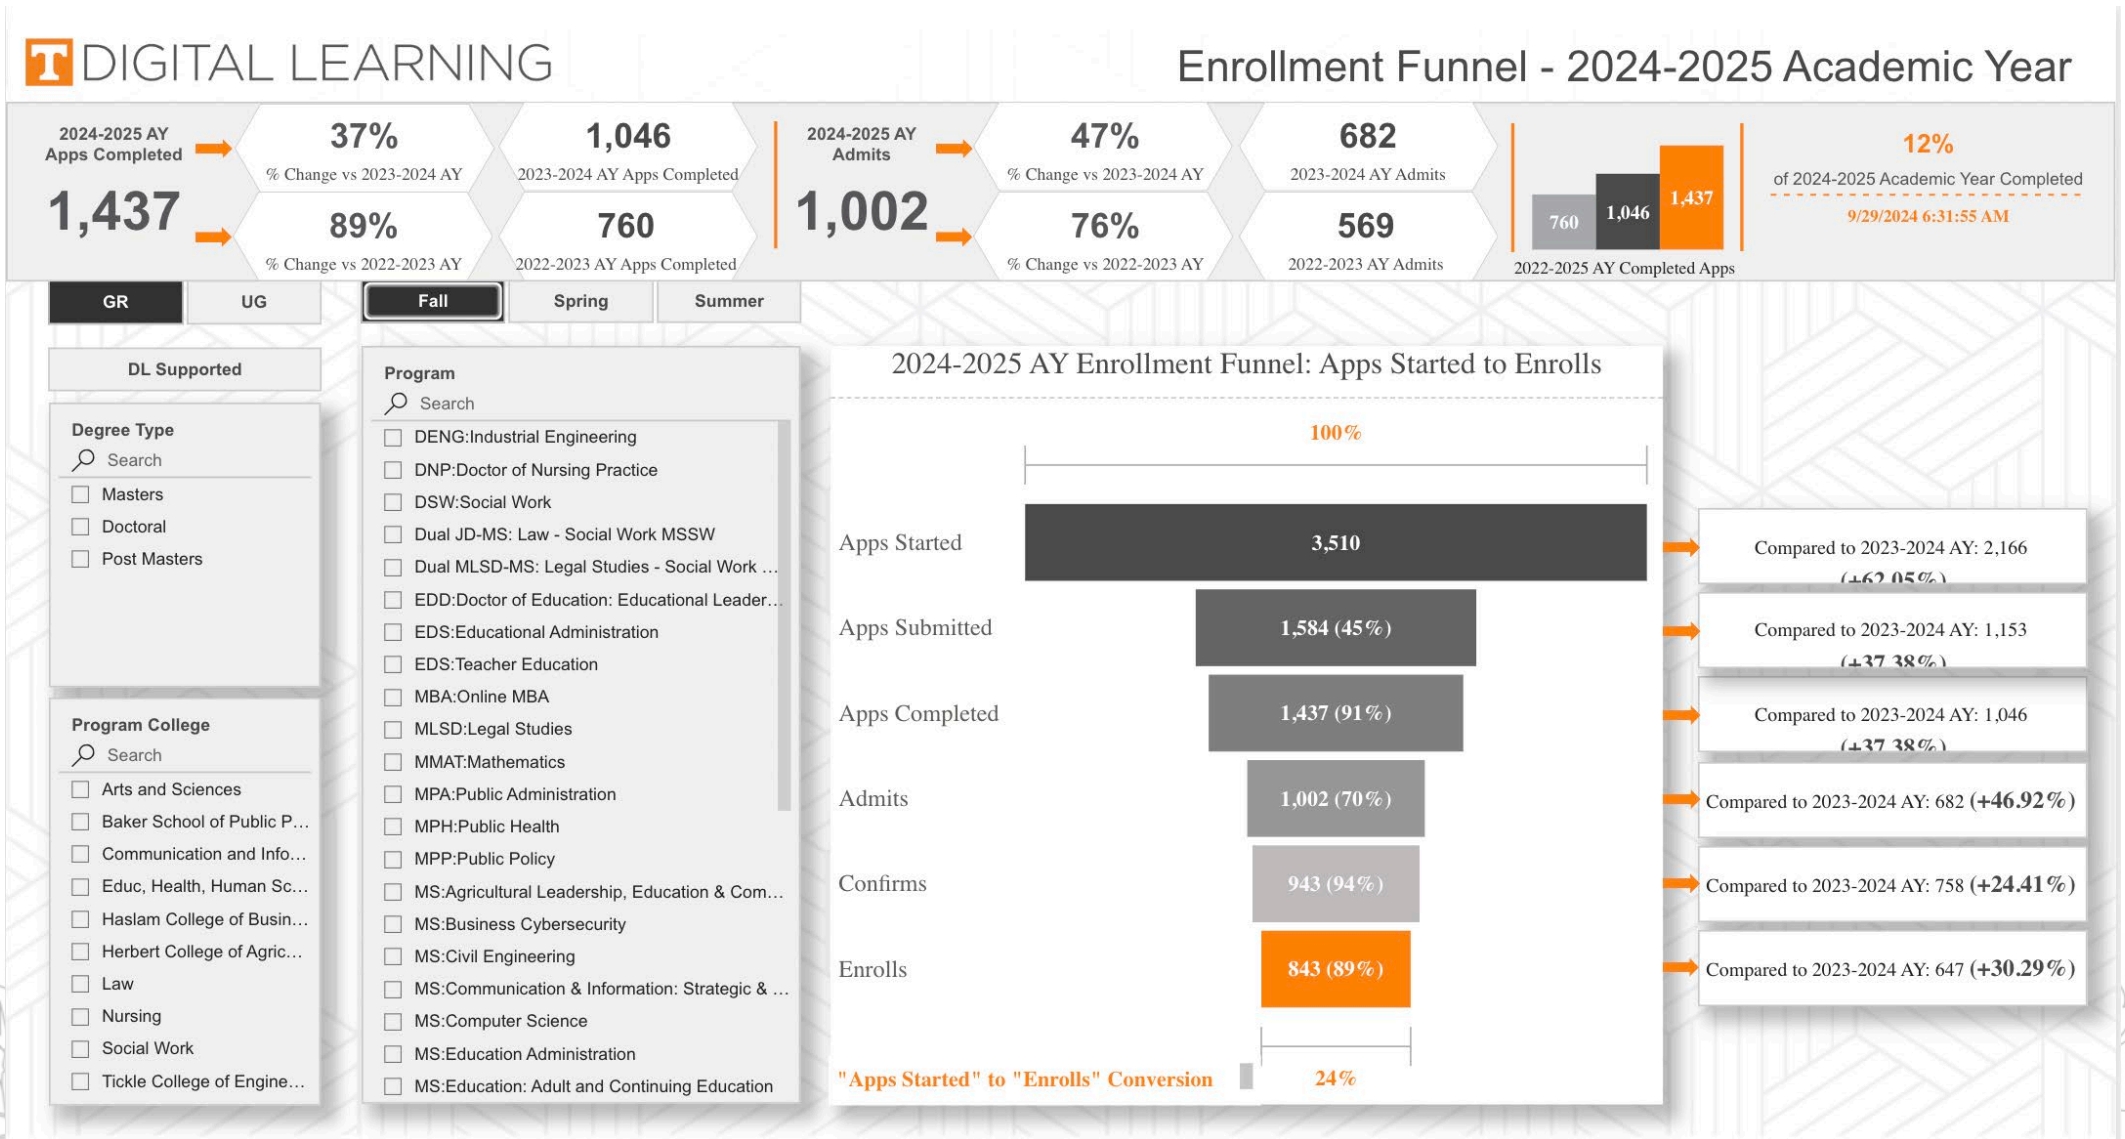 T DIGITAL LEARNING
Enrollment Funnel - 2024-2025 Academic Year
2024-2025 AY
Apps Completed
1,437
37%
% Change vs 2023-2024 AY
1,046
2023-2024 AY Apps Completed
89%
% Change vs 2022-2023 AY
760
2022-2023 AY Apps Completed
2024-2025 AY
Admits
1,002
47%
% Change vs 2023-2024 AY
682
2023-2024 AY Admits
76%
% Change vs 2022-2023 AY
569
2022-2023 AY Admits
760
1,046
1,437
2022-2025 AY Completed Apps
12%
of 2024-2025 Academic Year Completed
9/29/2024 6:31:55 AM
GR
UG
Fall
Spring
Summer
DL Supported
Degree Type
Search
Masters
Doctoral
Post Masters
Program College
Search
Arts and Sciences
Baker School of Public P...
Communication and Info...
Educ, Health, Human Sc...
Haslam College of Busin...
Herbert College of Agric...
Law
Nursing
Social Work
Tickle College of Engine...
Program
Search
DENG:Industrial Engineering
DNP:Doctor of Nursing Practice
DSW:Social Work
Dual JD-MS: Law - Social Work MSSW
Dual MLSD-MS: Legal Studies - Social Work ...
EDD:Doctor of Education: Educational Leader...
EDS:Educational Administration
EDS:Teacher Education
MBA:Online MBA
MLSD:Legal Studies
MMAT:Mathematics
MPA:Public Administration
MPH:Public Health
MPP:Public Policy
MS:Agricultural Leadership, Education & Com...
MS:Business Cybersecurity
MS:Civil Engineering
MS:Communication & Information: Strategic & ...
MS:Computer Science
MS:Education Administration
MS:Education: Adult and Continuing Education
2024-2025 AY Enrollment Funnel: Apps Started to Enrolls
100%
Apps Started
3,510
Compared to 2023-2024 AY: 2,166
(+62.05%)
Apps Submitted
1,584 (45%)
Compared to 2023-2024 AY: 1,153
(+37.38%)
Apps Completed
1,437 (91%)
Compared to 2023-2024 AY: 1,046
(+37.38%)
Admits
1,002 (70%)
Compared to 2023-2024 AY: 682 (+46.92%)
Confirms
943 (94%)
Compared to 2023-2024 AY: 758 (+24.41%)
Enrolls
843 (89%)
Compared to 2023-2024 AY: 647 (+30.29%)
"Apps Started" to "Enrolls" Conversion
24%